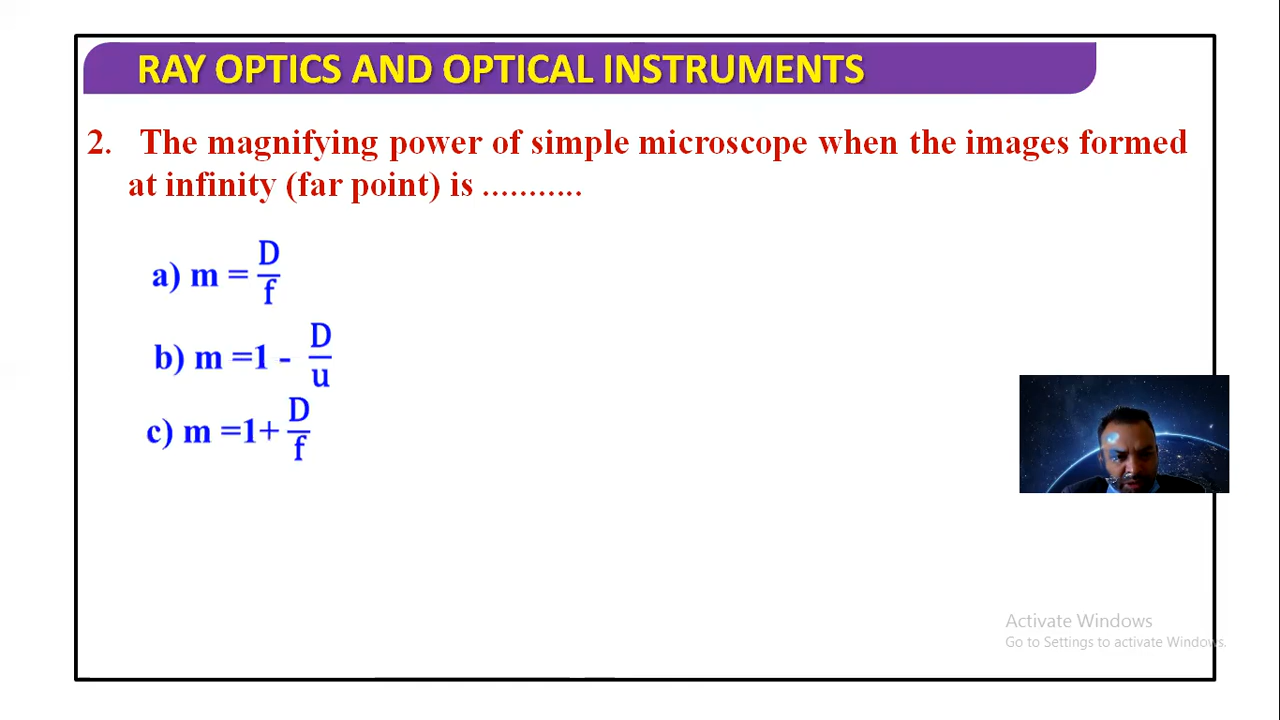 RAY OPTICS AND OPTICAL INSTRUMENTS
2. The magnifying power of simple microscope when the images formed
at infinity (far point) is ...........
a) m = D/f
b) m =1 - D/u
c) m =1+ D/f
Activate Windows
Go to Settings to activate Windows.